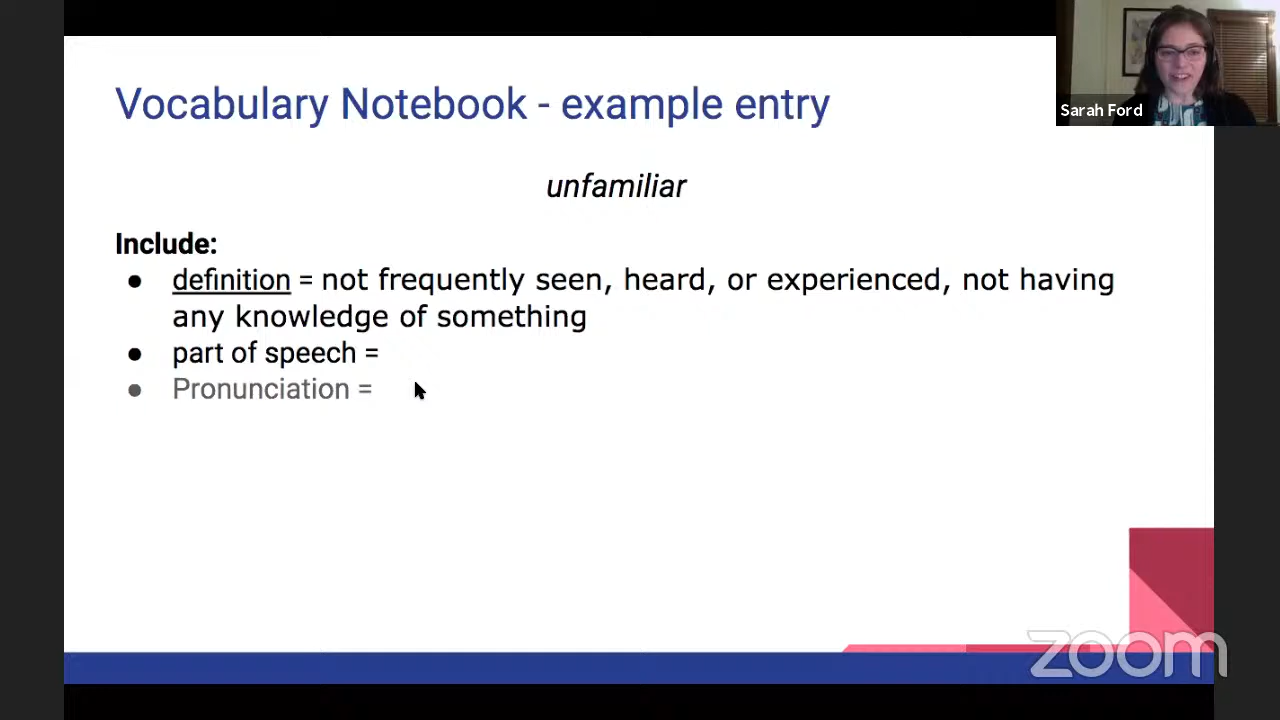 Vocabulary Notebook - example entry
Sarah Ford
unfamiliar
Include:
● definition = not frequently seen, heard, or experienced, not having
any knowledge of something
● part of speech =
● Pronunciation =
zoom